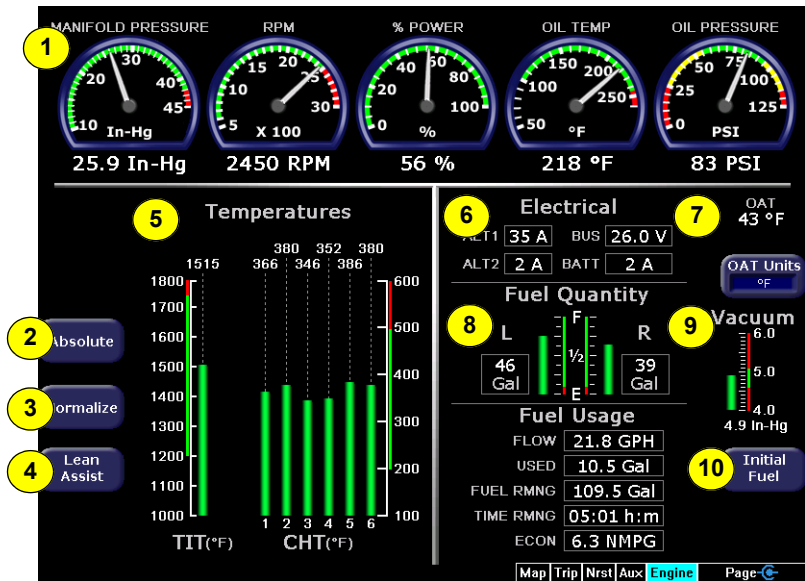 MANIFOLD PRESSURE RPM % POWER OIL TEMP OIL PRESSURE
1
10 20 30 40 45 In-Hg
5 10 15 20 25 30 X 100
0 20 40 60 80 100 %
50 100 150 200 250 °F
0 25 50 75 100 125 PSI
25.9 In-Hg 2450 RPM 56 % 218 °F 83 PSI
5 Temperatures
1515 366 380 346 352 386 380
1800 1700 1600 1500 1400 1300 1200 1100 1000
600 500 400 300 200 100
1 2 3 4 5 6
TIT(°F) CHT(°F)
2 Absolute
3 ormalize
4 Lean Assist
6 Electrical
LT1 35 A BUS 26.0 V
ALT2 2 A BATT 2 A
7 OAT
43 °F
OAT Units
°F
Fuel Quantity
8 L F ½ E R
46 Gal
39 Gal
9 Vacuum
6.0
5.0
4.0
4.9 In-Hg
Fuel Usage
FLOW 21.8 GPH
USED 10.5 Gal
FUEL RMNG 109.5 Gal
TIME RMNG 05:01 h:m
ECON 6.3 NMPG
10 Initial Fuel
Map Trip Nrst Aux Engine Page